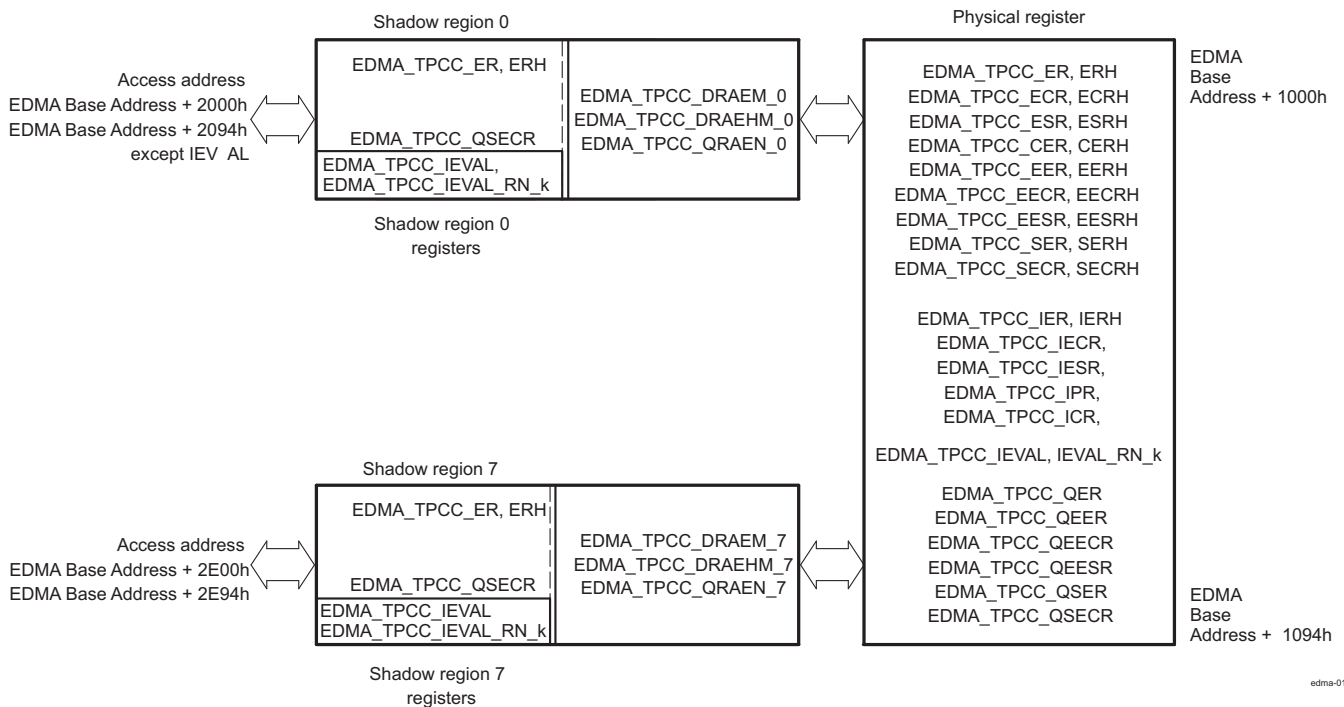 Shadow region 0
Access address
EDMA Base Address + 2000h
EDMA Base Address + 2094h
except IEV AL
EDMA_TPCC_ER, ERH
EDMA_TPCC_QSECR
EDMA_TPCC_IEVAL,
EDMA_TPCC_IEVAL_RN_k
EDMA_TPCC_DRAEM_0
EDMA_TPCC_DRAEHM_0
EDMA_TPCC_QRAEN_0
Shadow region 0
registers
Shadow region 7
Access address
EDMA Base Address + 2E00h
EDMA Base Address + 2E94h
EDMA_TPCC_ER, ERH
EDMA_TPCC_QSECR
EDMA_TPCC_IEVAL
EDMA_TPCC_IEVAL_RN_k
EDMA_TPCC_DRAEM_7
EDMA_TPCC_DRAEHM_7
EDMA_TPCC_QRAEN_7
Shadow region 7
registers
Physical register
EDMA_TPCC_ER, ERH
EDMA_TPCC_ECR, ECRH
EDMA_TPCC_ESR, ESRH
EDMA_TPCC_CER, CERH
EDMA_TPCC_EER, EERH
EDMA_TPCC_EECR, EECRH
EDMA_TPCC_EESR, EESRH
EDMA_TPCC_SER, SERH
EDMA_TPCC_SECR, SECRH
EDMA_TPCC_IER, IERH
EDMA_TPCC_IECR,
EDMA_TPCC_IESR,
EDMA_TPCC_IPR,
EDMA_TPCC_ICR,
EDMA_TPCC_IEVAL, IEVAL_RN_k
EDMA_TPCC_QER
EDMA_TPCC_QEER
EDMA_TPCC_QEECR
EDMA_TPCC_QEESR
EDMA_TPCC_QSER
EDMA_TPCC_QSECR
EDMA
Base
Address + 1000h
EDMA
Base
Address + 1094h